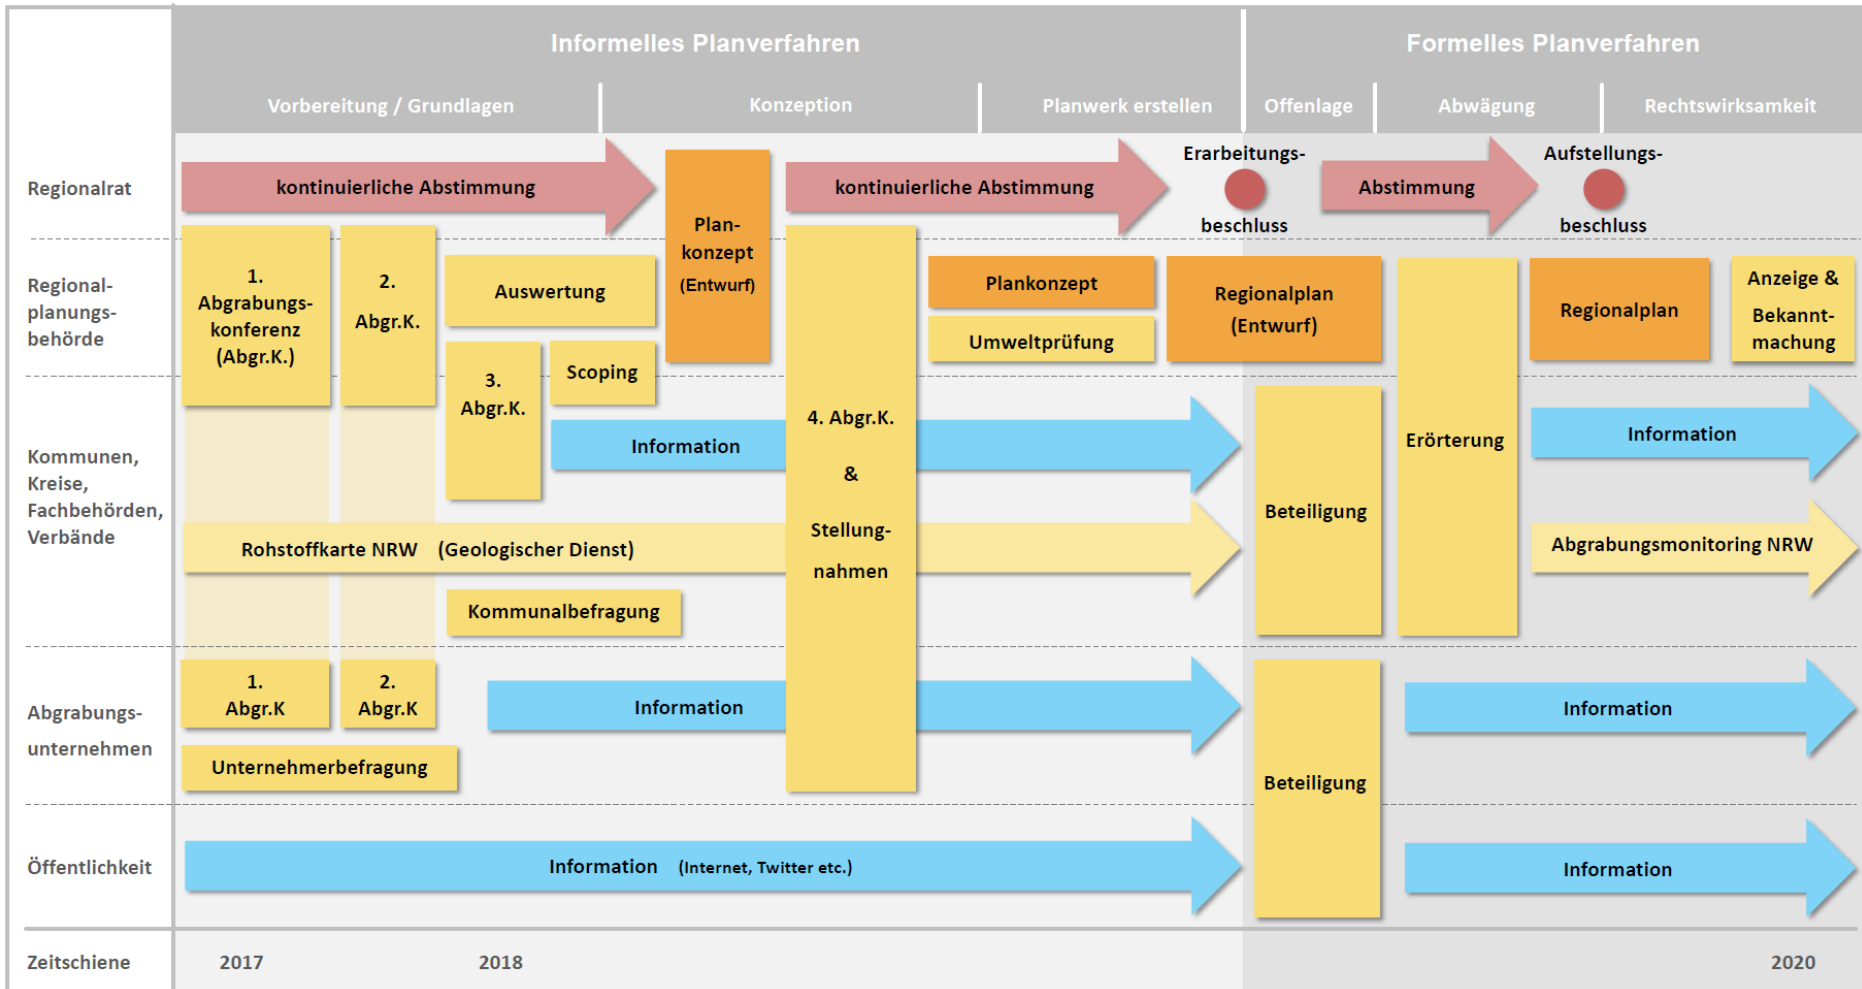 Informelles Planverfahren
Formelles Planverfahren
Vorbereitung / Grundlagen
Konzeption
Planwerk erstellen
Offenlage
Abwägung
Rechtswirksamkeit
Regionalrat
kontinuierliche Abstimmung
Plan-
konzept
(Entwurf)
kontinuierliche Abstimmung
Erarbeitungs-
beschluss
Abstimmung
Aufstellungs-
beschluss
Regional-
planungs-
behörde
1.
Abgrabungs-
konferenz
(Abgr.K.)
2.
Abgr.K.
Auswertung
3.
Abgr.K.
Scoping
Plankonzept
Umweltprüfung
Regionalplan
(Entwurf)
Regionalplan
Anzeige &
Bekannt-
machung
Kommunen,
Kreise,
Fachbehörden,
Verbände
Information
4. Abgr.K.
&
Stellung-
nahmen
Beteiligung
Erörterung
Information
Rohstoffkarte NRW (Geologischer Dienst)
Abgrabungsmonitoring NRW
Kommunalbefragung
Abgrabungs-
unternehmen
1.
Abgr.K
2.
Abgr.K
Information
Information
Unternehmerbefragung
Beteiligung
Öffentlichkeit
Information (Internet, Twitter etc.)
Information
Zeitschiene
2017
2018
2020